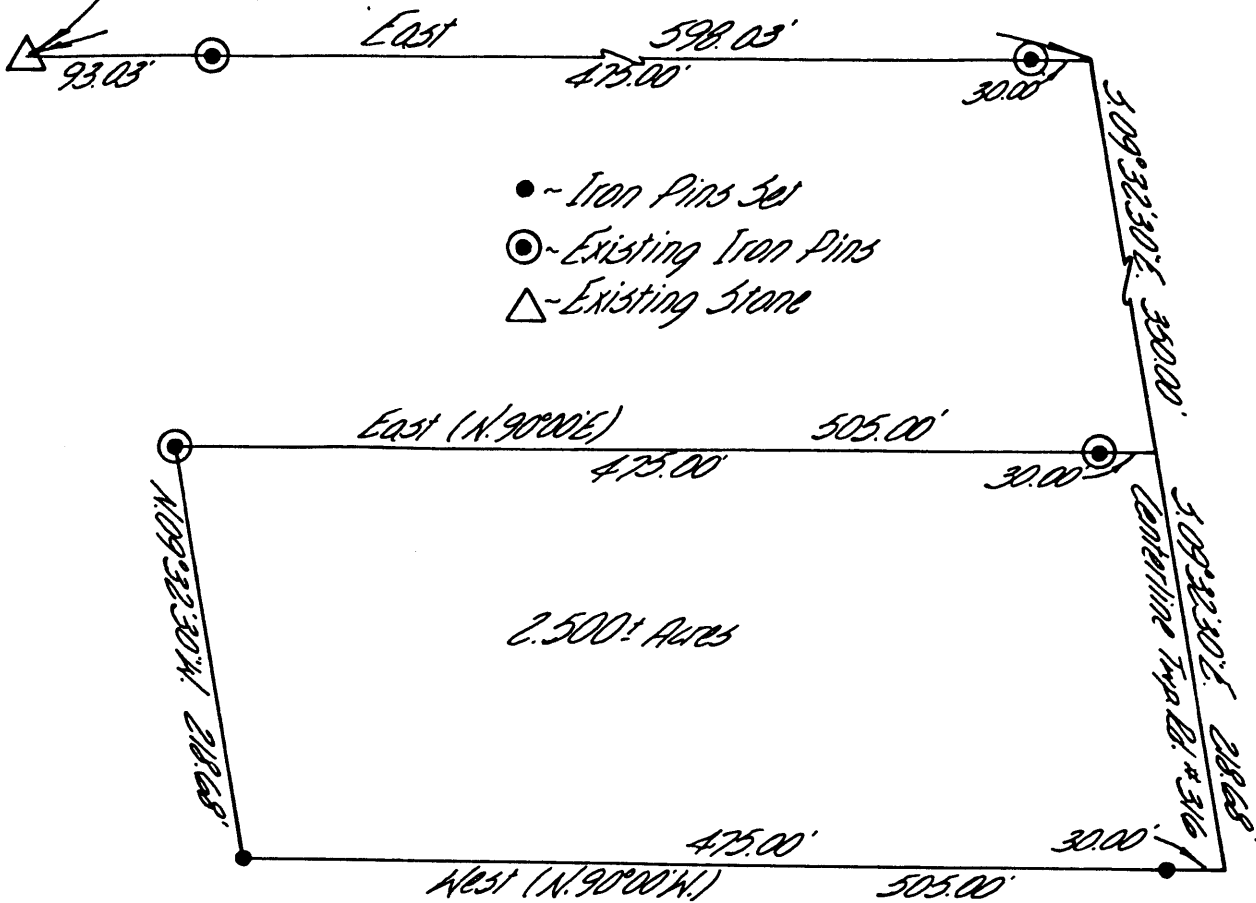 East 598.03'
93.03' 475.00' 30.00'
S.09°32'30"E. 350.00'
● ~ Iron Pins Set
~ Existing Iron Pins
△ ~ Existing Stone
East (N.90°00'E) 505.00'
475.00' 30.00'
N.09°32'30"W. 218.68'
2.500± Acres
S.09°32'30"E. 218.68'
Centerline Twp. Rd. #316
475.00' 30.00'
West (N.90°00'W.) 505.00'